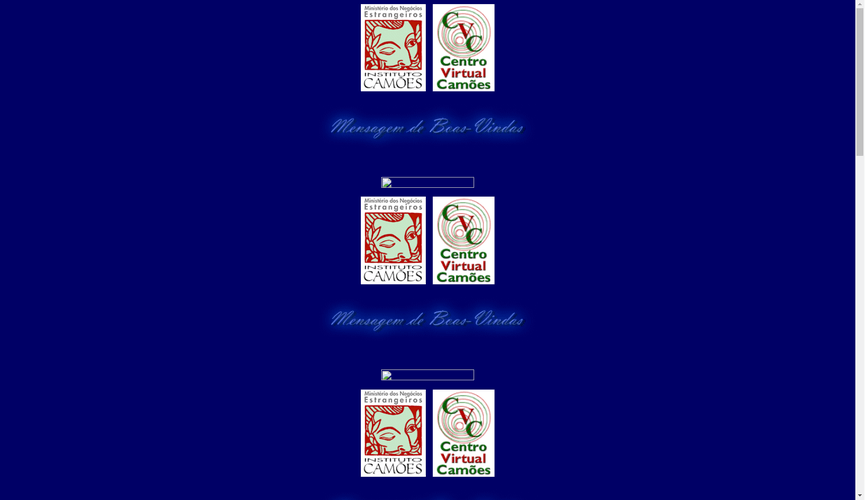 Ministério dos Negócios
Estrangeiros
INSTITUTO
CAMÕES
CVC
Centro
Virtual
Camões
Mensagem de Boas-Vindas
Ministério dos Negócios
Estrangeiros
INSTITUTO
CAMÕES
CVC
Centro
Virtual
Camões
Mensagem de Boas-Vindas
Ministério dos Negócios
Estrangeiros
INSTITUTO
CAMÕES
CVC
Centro
Virtual
Camões